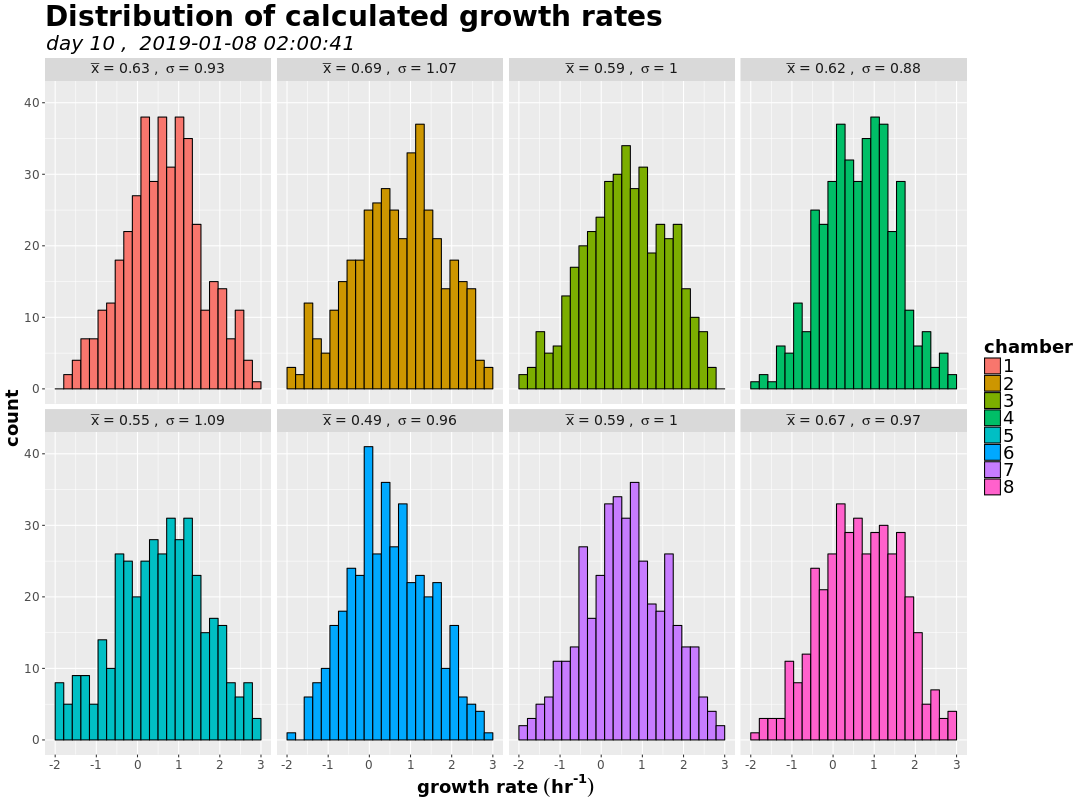 Distribution of calculated growth rates
day 10 ,  2019-01-08 02:00:41
x̅ = 0.63 ,  σ = 0.93
x̅ = 0.69 ,  σ = 1.07
x̅ = 0.59 ,  σ = 1
x̅ = 0.62 ,  σ = 0.88
40
30
20
10
0
x̅ = 0.55 ,  σ = 1.09
x̅ = 0.49 ,  σ = 0.96
x̅ = 0.59 ,  σ = 1
x̅ = 0.67 ,  σ = 0.97
40
30
20
10
0
-2 -1 0 1 2 3
-2 -1 0 1 2 3
-2 -1 0 1 2 3
-2 -1 0 1 2 3
count
growth rate (hr⁻¹)
chamber
1
2
3
4
5
6
7
8